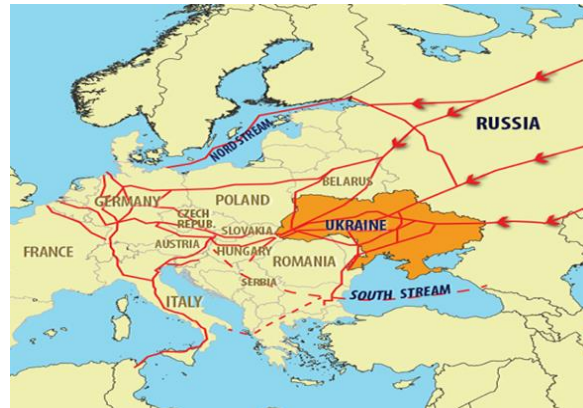 RUSSIA
NORD STREAM
BELARUS
POLAND
GERMANY
CZECH
REPUB.
SLOVAKIA
UKRAINE
FRANCE
AUSTRIA
HUNGARY
ROMANIA
SERBIA
SOUTH STREAM
ITALY